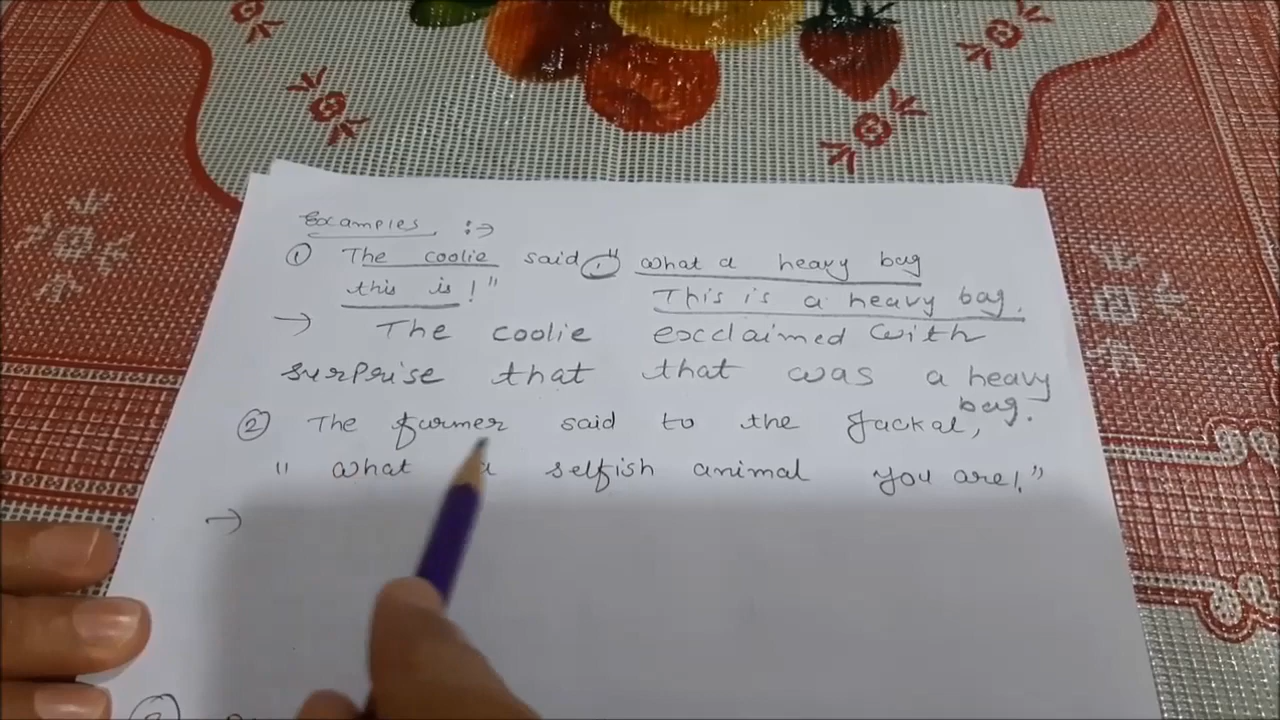 Examples :→
① The coolie said, "what a heavy bag
this is!"
This is a heavy bag.
→ The coolie exclaimed with
surprise that that was a heavy
bag.
② The farmer said to the Jackal,
"what a selfish animal you are!"
→